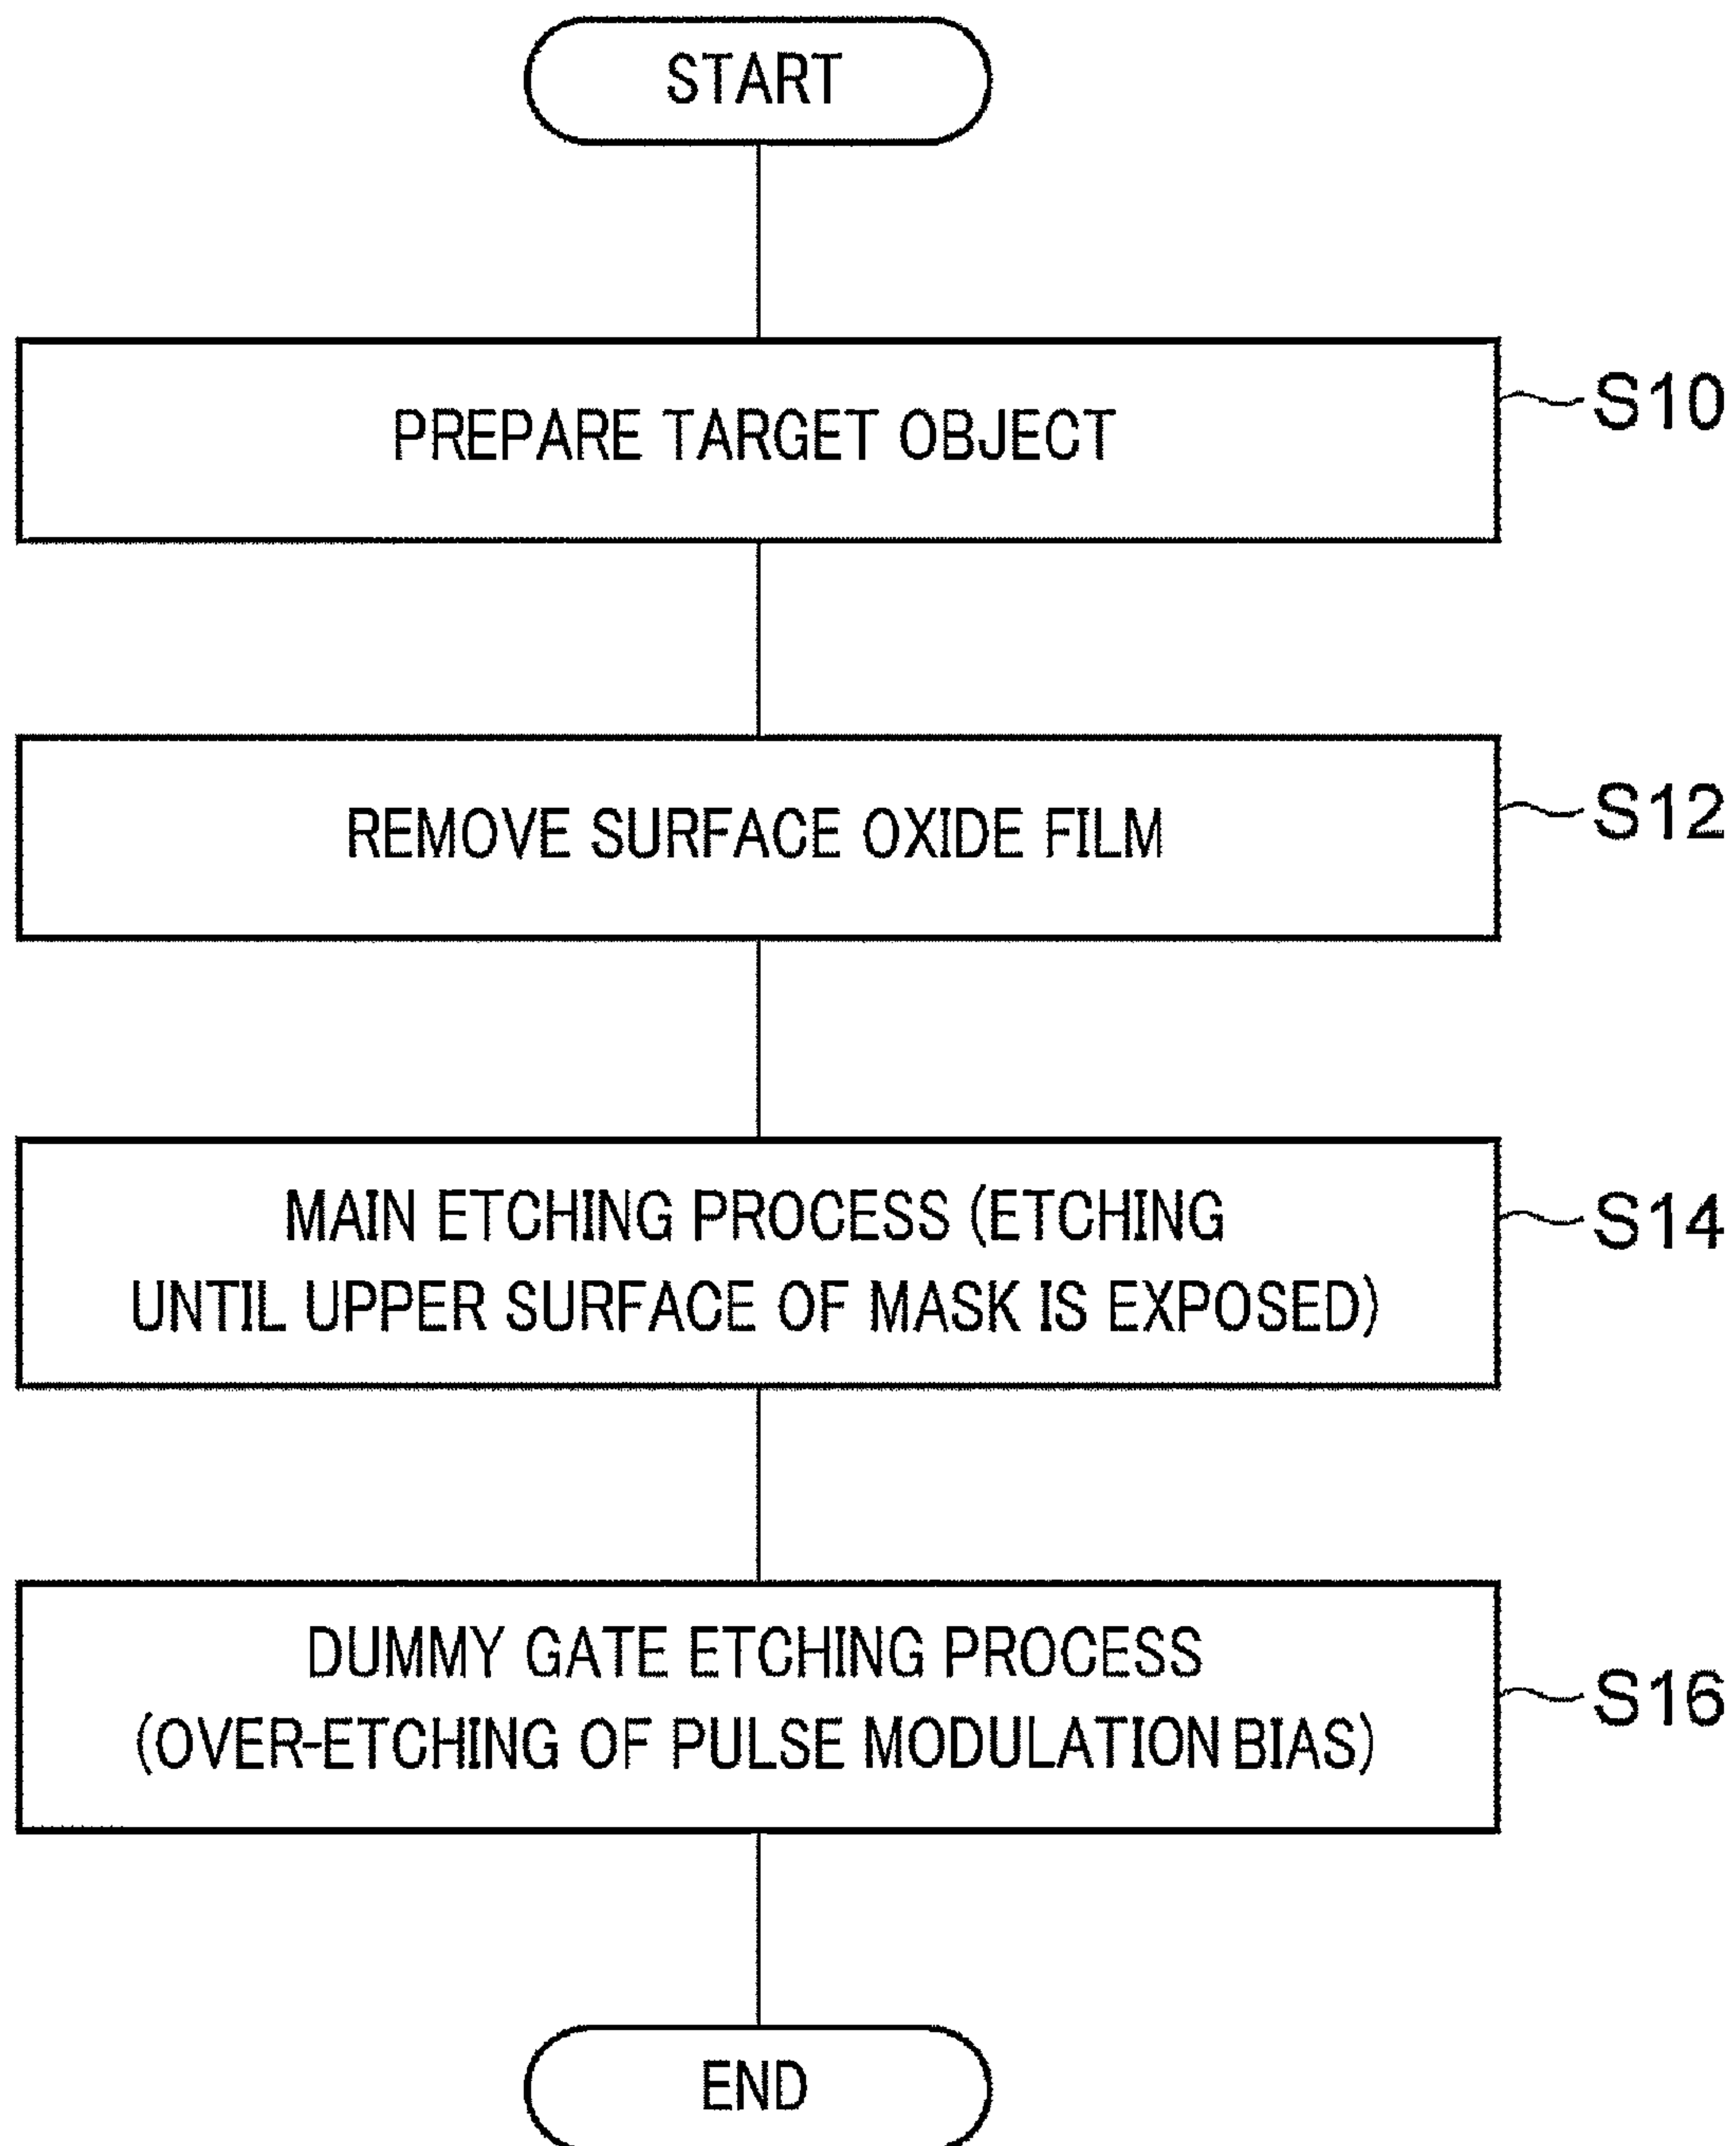 START
PREPARE TARGET OBJECT
S10
REMOVE SURFACE OXIDE FILM
S12
MAIN ETCHING PROCESS (ETCHING
UNTIL UPPER SURFACE OF MASK IS EXPOSED)
S14
DUMMY GATE ETCHING PROCESS
(OVER-ETCHING OF PULSE MODULATION BIAS)
S16
END